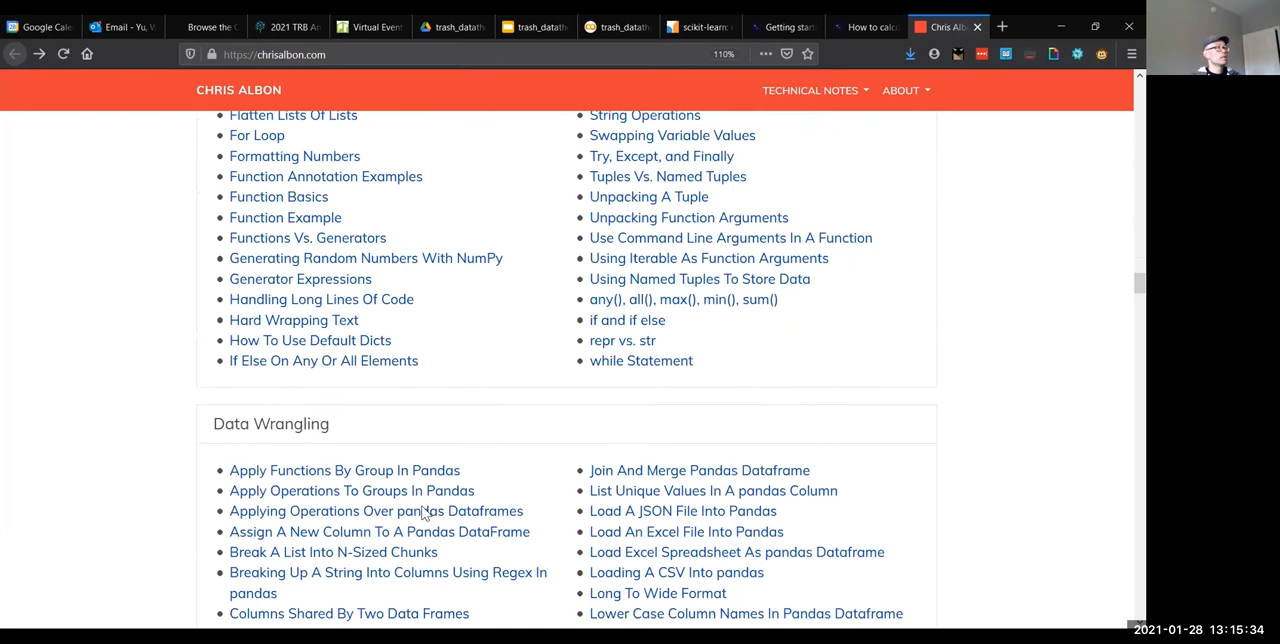 Google Cale
Email - Yu, W
Browse the C
2021 TRB An
Virtual Event
trash_datath
trash_datath
trash_datath
scikit-learn:
Getting starte
How to calcu
Chris Alb
https://chrisalbon.com
110%
CHRIS ALBON
TECHNICAL NOTES
ABOUT
Flatten Lists Of Lists
For Loop
Formatting Numbers
Function Annotation Examples
Function Basics
Function Example
Functions Vs. Generators
Generating Random Numbers With NumPy
Generator Expressions
Handling Long Lines Of Code
Hard Wrapping Text
How To Use Default Dicts
If Else On Any Or All Elements
String Operations
Swapping Variable Values
Try, Except, and Finally
Tuples Vs. Named Tuples
Unpacking A Tuple
Unpacking Function Arguments
Use Command Line Arguments In A Function
Using Iterable As Function Arguments
Using Named Tuples To Store Data
any(), all(), max(), min(), sum()
if and if else
repr vs. str
while Statement
Data Wrangling
Apply Functions By Group In Pandas
Apply Operations To Groups In Pandas
Applying Operations Over pandas Dataframes
Assign A New Column To A Pandas DataFrame
Break A List Into N-Sized Chunks
Breaking Up A String Into Columns Using Regex In
pandas
Columns Shared By Two Data Frames
Join And Merge Pandas Dataframe
List Unique Values In A pandas Column
Load A JSON File Into Pandas
Load An Excel File Into Pandas
Load Excel Spreadsheet As pandas Dataframe
Loading A CSV Into pandas
Long To Wide Format
Lower Case Column Names In Pandas Dataframe
2021-01-28 13:15:34